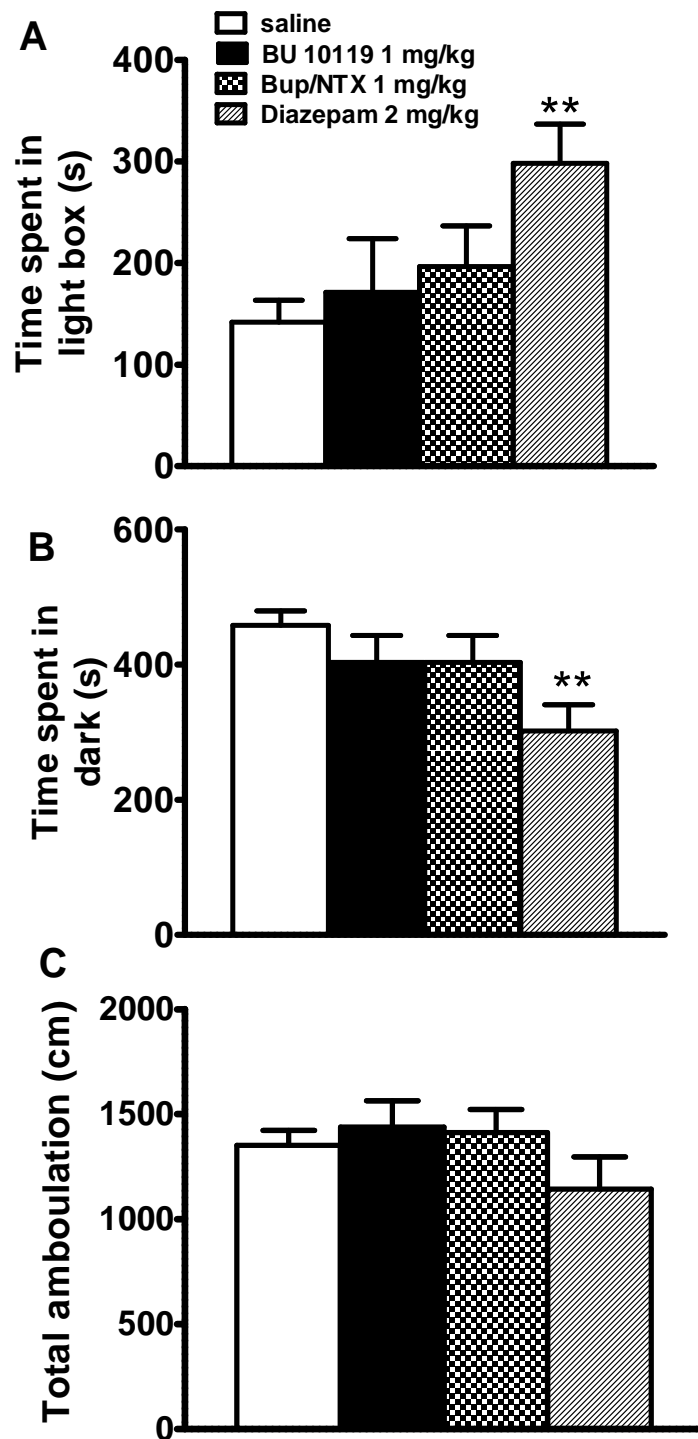 A
saline
BU 10119 1 mg/kg
Bup/NTX 1 mg/kg
Diazepam 2 mg/kg
Time spent in
light box (s)
400
300
200
100
0
**
B
Time spent in
dark (s)
600
400
200
0
**
C
Total amboulation (cm)
2000
1500
1000
500
0